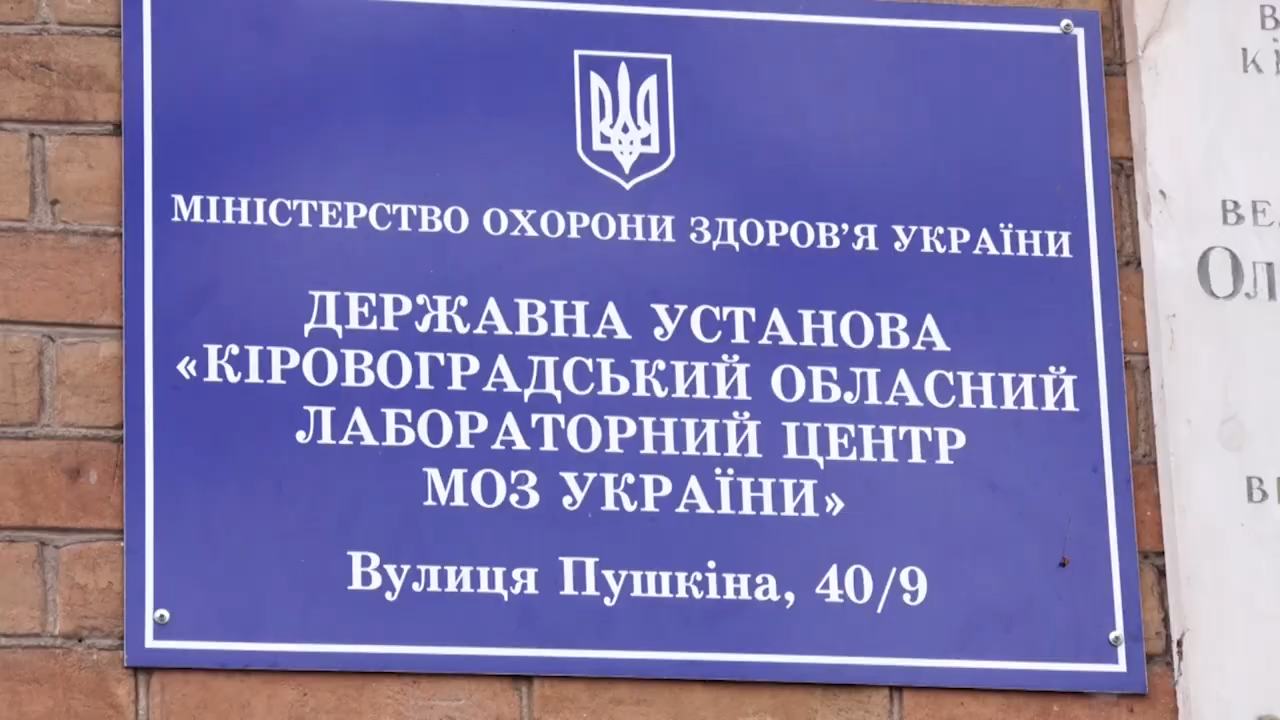 МІНІСТЕРСТВО ОХОРОНИ ЗДОРОВ'Я УКРАЇНИ
ДЕРЖАВНА УСТАНОВА
«КІРОВОГРАДСЬКИЙ ОБЛАСНИЙ
ЛАБОРАТОРНИЙ ЦЕНТР
МОЗ УКРАЇНИ»
Вулиця Пушкіна, 40/9